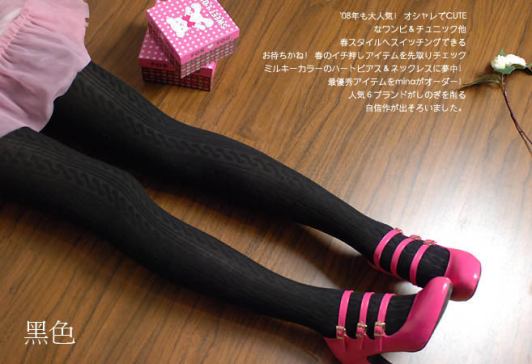 '08年も大人気! オシャレでCUTE
なワンピ&チュニック他
春スタイルへスイッチングできる
お待ちかね! 春のイチ押しアイテムを先取りチェック
ミルキーカラーのハートピアス&ネックレスに夢中!
最優秀アイテムをminaがオーダー!
人気6ブランドがしのぎを削る
自信作が出そろいました。
黑色